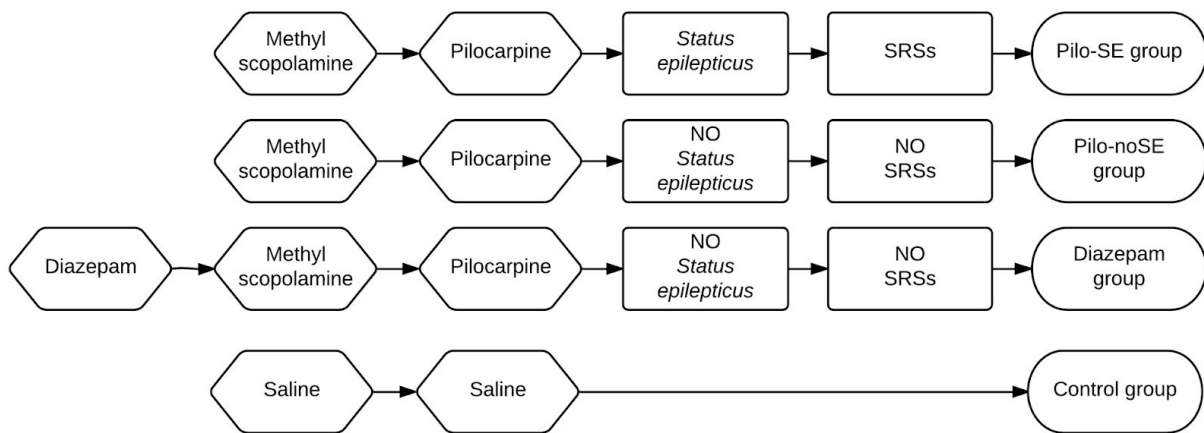 Methyl
scopolamine
Pilocarpine
Status
epilepticus
SRSs
Pilo-SE group
Methyl
scopolamine
Pilocarpine
NO
Status
epilepticus
NO
SRSs
Pilo-noSE
group
Diazepam
Methyl
scopolamine
Pilocarpine
NO
Status
epilepticus
NO
SRSs
Diazepam
group
Saline
Saline
Control group